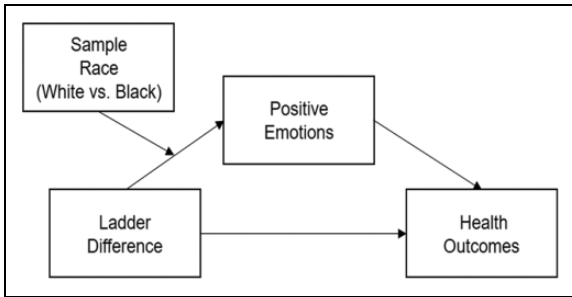 Sample
Race
(White vs. Black)
Positive
Emotions
Ladder
Difference
Health
Outcomes